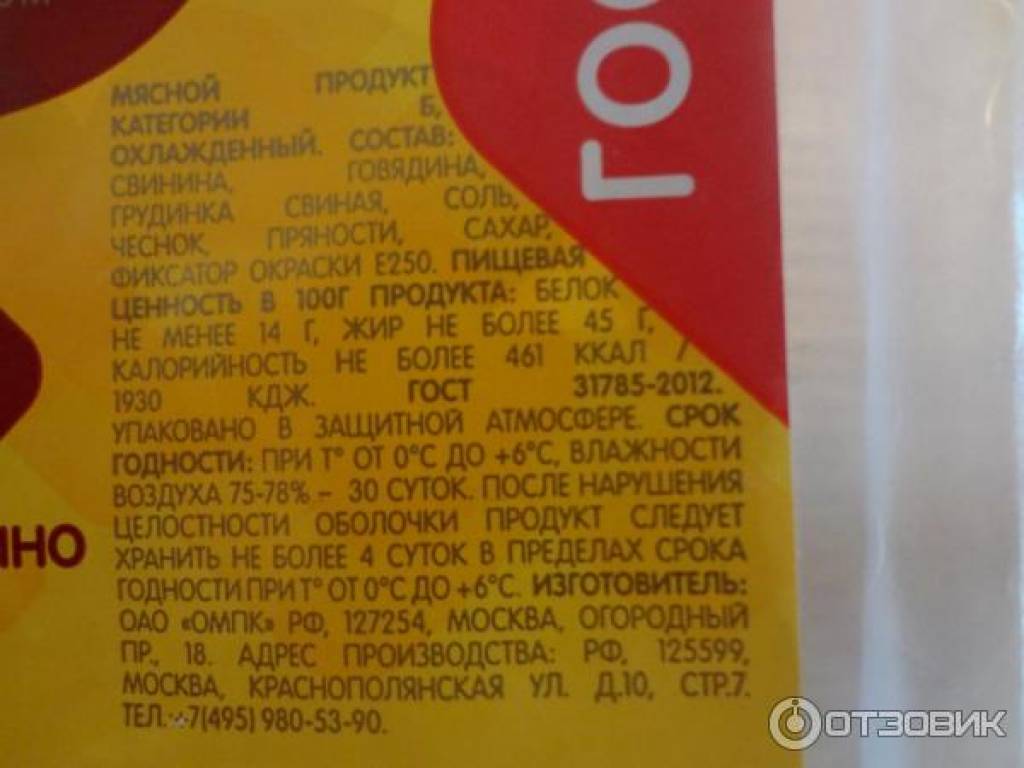 ГОС
МЯСНОЙ ПРОДУКТ
КАТЕГОРИИ Б,
ОХЛАЖДЕННЫЙ. СОСТАВ:
СВИНИНА, ГОВЯДИНА,
ГРУДИНКА СВИНАЯ, СОЛЬ,
ЧЕСНОК, ПРЯНОСТИ, САХАР,
ФИКСАТОР ОКРАСКИ Е250. ПИЩЕВАЯ
ЦЕННОСТЬ В 100Г ПРОДУКТА: БЕЛОК
НЕ МЕНЕЕ 14 Г, ЖИР НЕ БОЛЕЕ 45 Г,
КАЛОРИЙНОСТЬ НЕ БОЛЕЕ 461 ККАЛ /
1930 КДЖ. ГОСТ 31785-2012.
УПАКОВАНО В ЗАЩИТНОЙ АТМОСФЕРЕ. СРОК
ГОДНОСТИ: ПРИ Т° ОТ 0°С ДО +6°С, ВЛАЖНОСТИ
ВОЗДУХА 75-78% – 30 СУТОК. ПОСЛЕ НАРУШЕНИЯ
ЦЕЛОСТНОСТИ ОБОЛОЧКИ ПРОДУКТ СЛЕДУЕТ
ХРАНИТЬ НЕ БОЛЕЕ 4 СУТОК В ПРЕДЕЛАХ СРОКА
ГОДНОСТИ ПРИ Т° ОТ 0°С ДО +6°С. ИЗГОТОВИТЕЛЬ:
ОАО «ОМПК» РФ, 127254, МОСКВА, ОГОРОДНЫЙ
ПР., 18. АДРЕС ПРОИЗВОДСТВА: РФ, 125599,
МОСКВА, КРАСНОПОЛЯНСКАЯ УЛ. Д.10, СТР.7.
ТЕЛ.: +7(495) 980-53-90.
НО
ОТЗОВИК